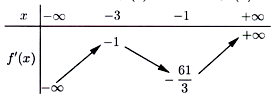 x −∞ −3 −1 +∞
−1 +∞
f'(x)
−∞ −61/3